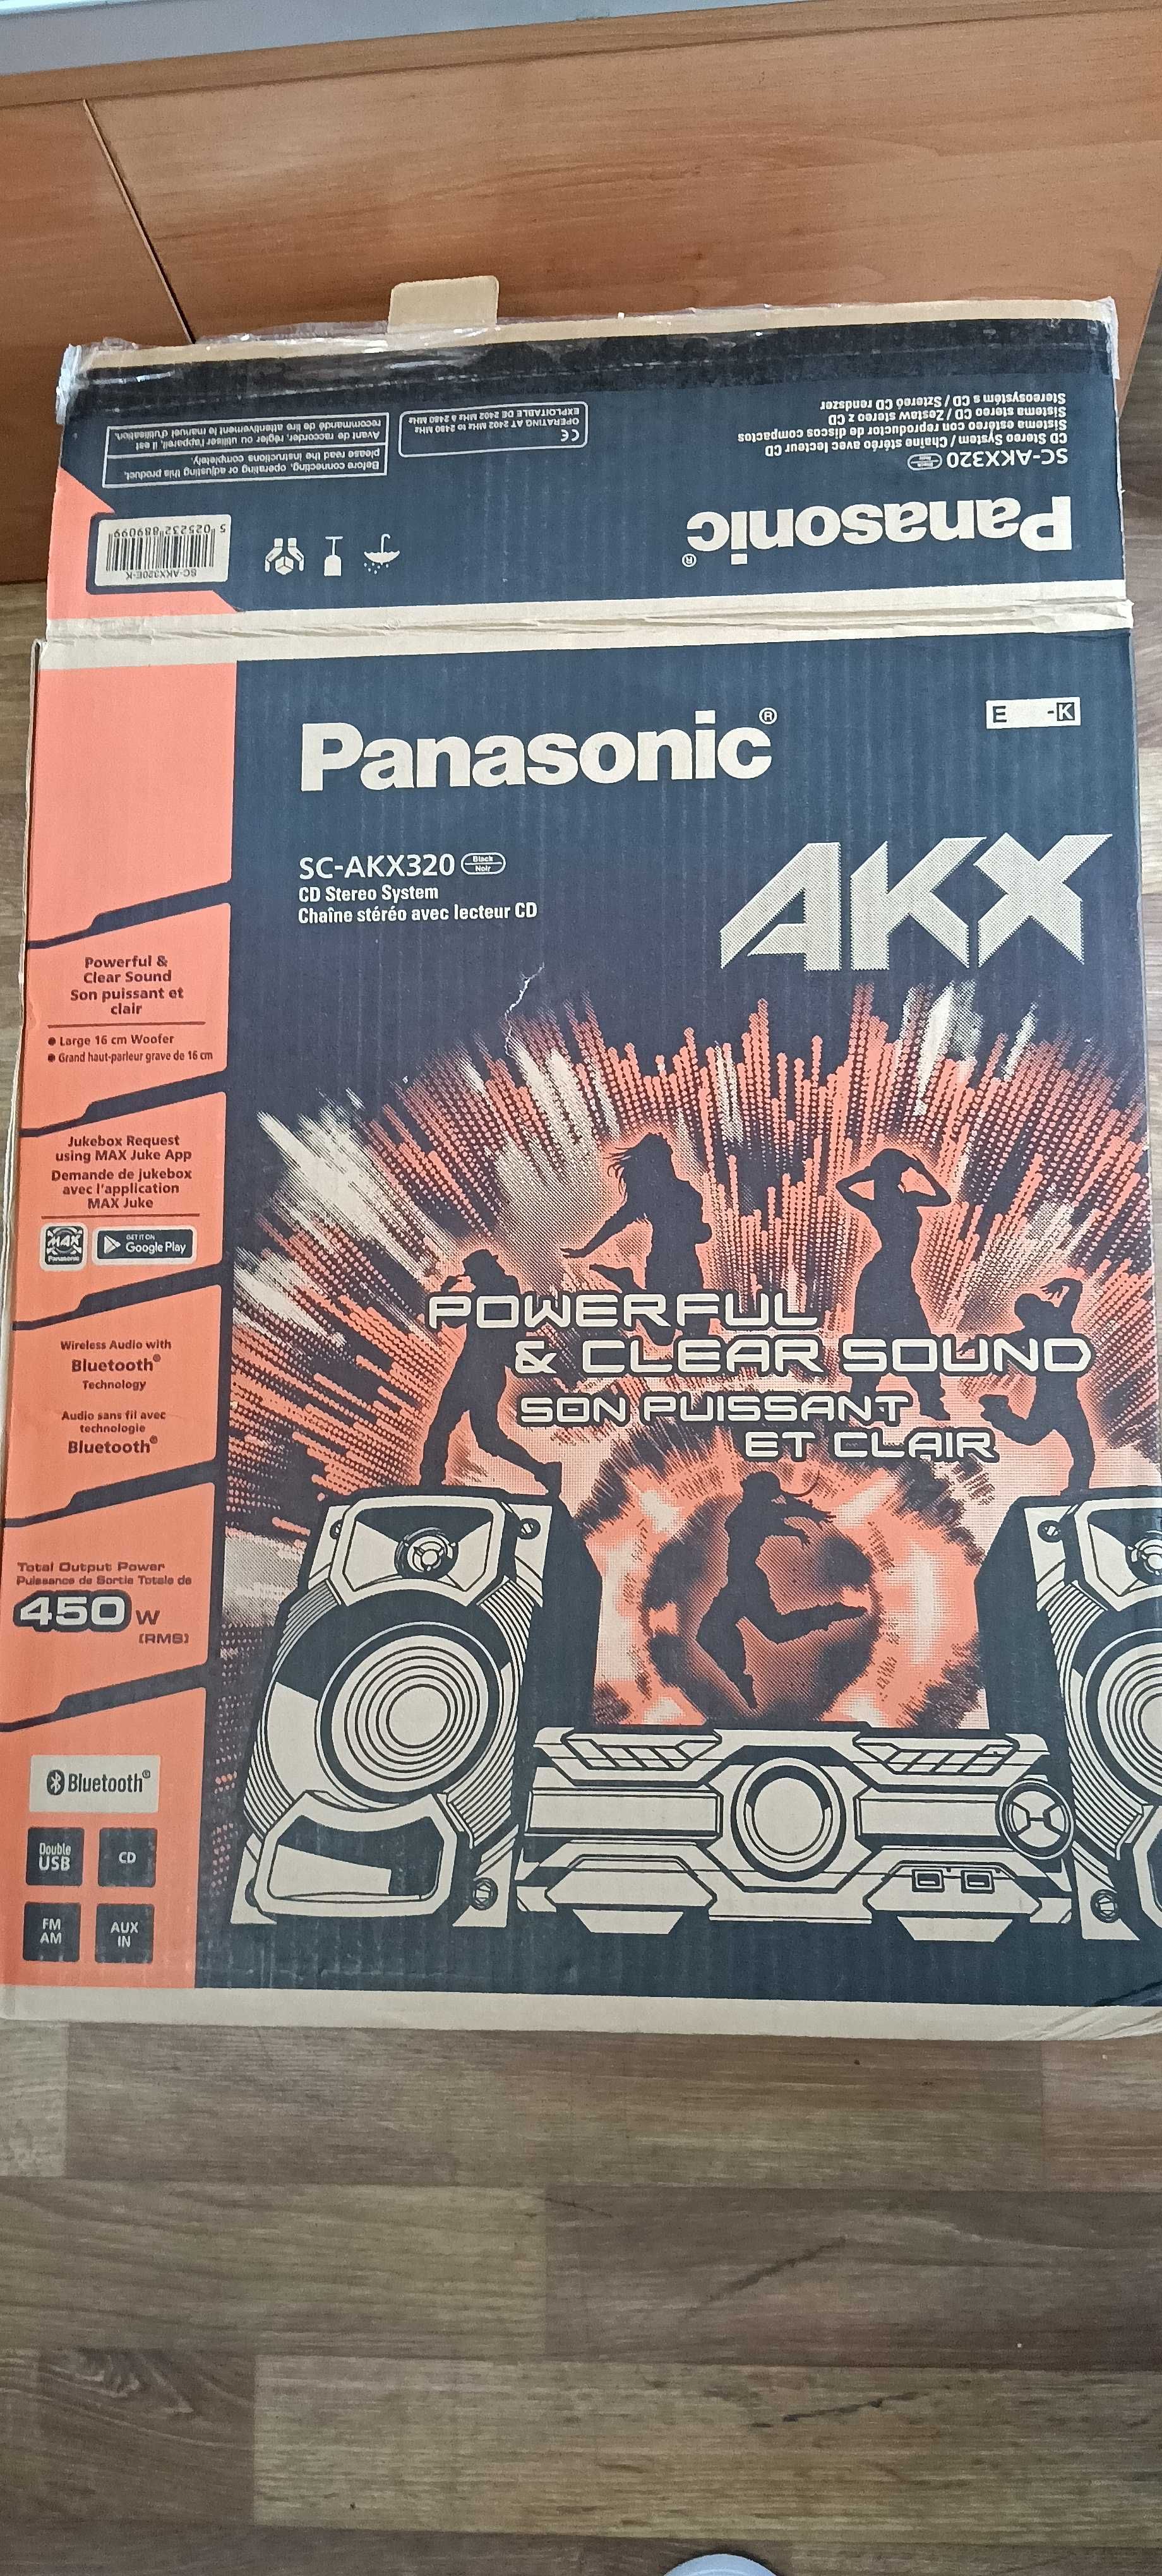 Stereosystém s CD / Sztereó CD rendszer
Sistema stereo CD / Zestaw stereo z CD
Sistema estéreo con reproductor de discos compactos
CD Stereo System / Chaîne stéréo avec lecteur CD
SC-AKX320 Black Noir
Panasonic®
OPERATING AT 2402 MHz to 2480 MHz
EXPLOITABLE DE 2402 MHz à 2480 MHz
CE
Before connecting, operating or adjusting this product,
please read the instructions completely.
Avant de raccorder, régler ou utiliser l'appareil, il est
recommandé de lire attentivement le manuel d'utilisation.
SC-AKX320E-K
5 025232 889099
Panasonic®
E -K
SC-AKX320 Black Noir
CD Stereo System
Chaîne stéréo avec lecteur CD
AKX
Powerful &
Clear Sound
Son puissant et
clair
● Large 16 cm Woofer
● Grand haut-parleur grave de 16 cm
Jukebox Request
using MAX Juke App
Demande de jukebox
avec l'application
MAX Juke
MAX
Panasonic
GET IT ON
Google Play
Wireless Audio with
Bluetooth®
Technology
Audio sans fil avec
technologie
Bluetooth®
Total Output Power
Puissance de Sortie Totale de
450 W
(RMS)
Bluetooth®
Double
USB
CD
FM
AM
AUX
IN
POWERFUL
& CLEAR SOUND
SON PUISSANT
ET CLAIR